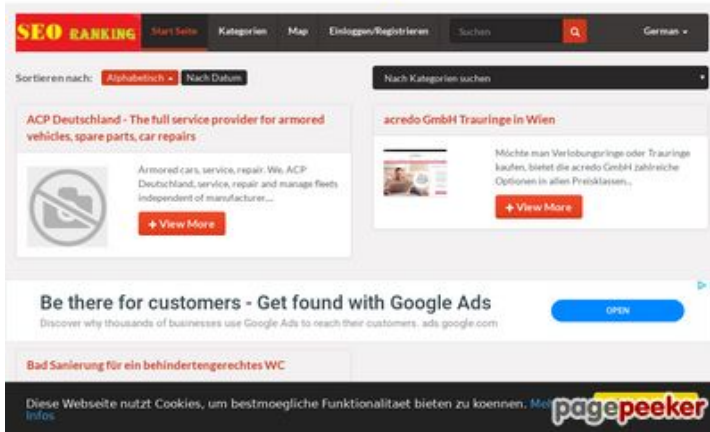 SEO RANKING Start Seite Kategorien Map Einloggen/Registrieren Suchen German
Sortieren nach: Alphabetisch Nach Datum Nach Kategorien suchen
ACP Deutschland - The full service provider for armored
vehicles, spare parts, car repairs
Armored cars, service, repair. We, ACP
Deutschland, service, repair and manage fleets
independent of manufacturer....
+ View More
acredo GmbH Trauringe in Wien
Möchte man Verlobungsringe oder Trauringe
kaufen, bietet die acredo GmbH zahlreiche
Optionen in allen Preisklassen...
+ View More
Be there for customers - Get found with Google Ads
Discover why thousands of businesses use Google Ads to reach their customers. ads.google.com
OPEN
Bad Sanierung für ein behindertengerechtes WC
Diese Webseite nutzt Cookies, um bestmoegliche Funktionalitaet bieten zu koennen.
Infos
pagepeeker